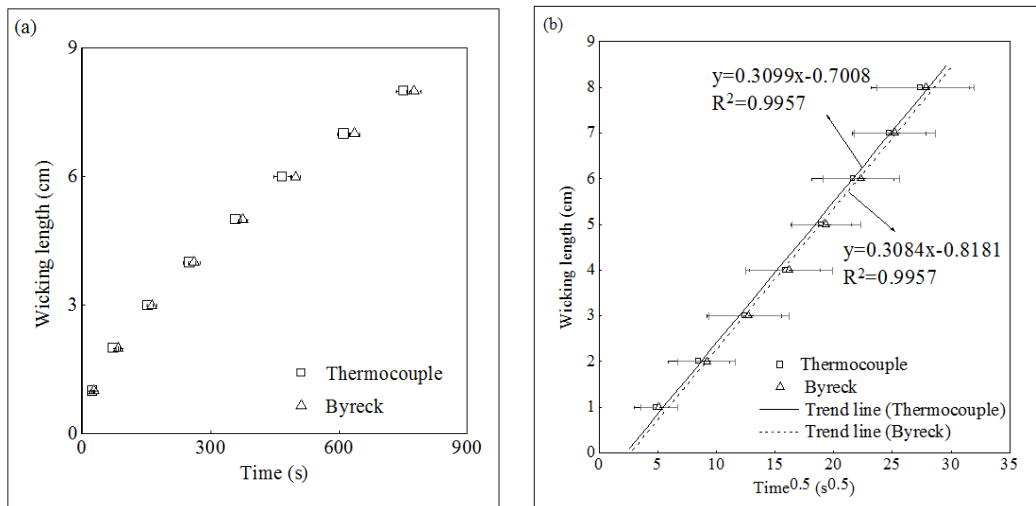 (a)
9
6
3
0
Wicking length (cm)
0
300
600
900
Time (s)
Thermocouple
Byreck
(b)
9
8
7
6
5
4
3
2
1
0
Wicking length (cm)
0
5
10
15
20
25
30
35
Time^0.5 (s^0.5)
y=0.3099x-0.7008
R²=0.9957
y=0.3084x-0.8181
R²=0.9957
Thermocouple
Byreck
Trend line (Thermocouple)
Trend line (Byreck)